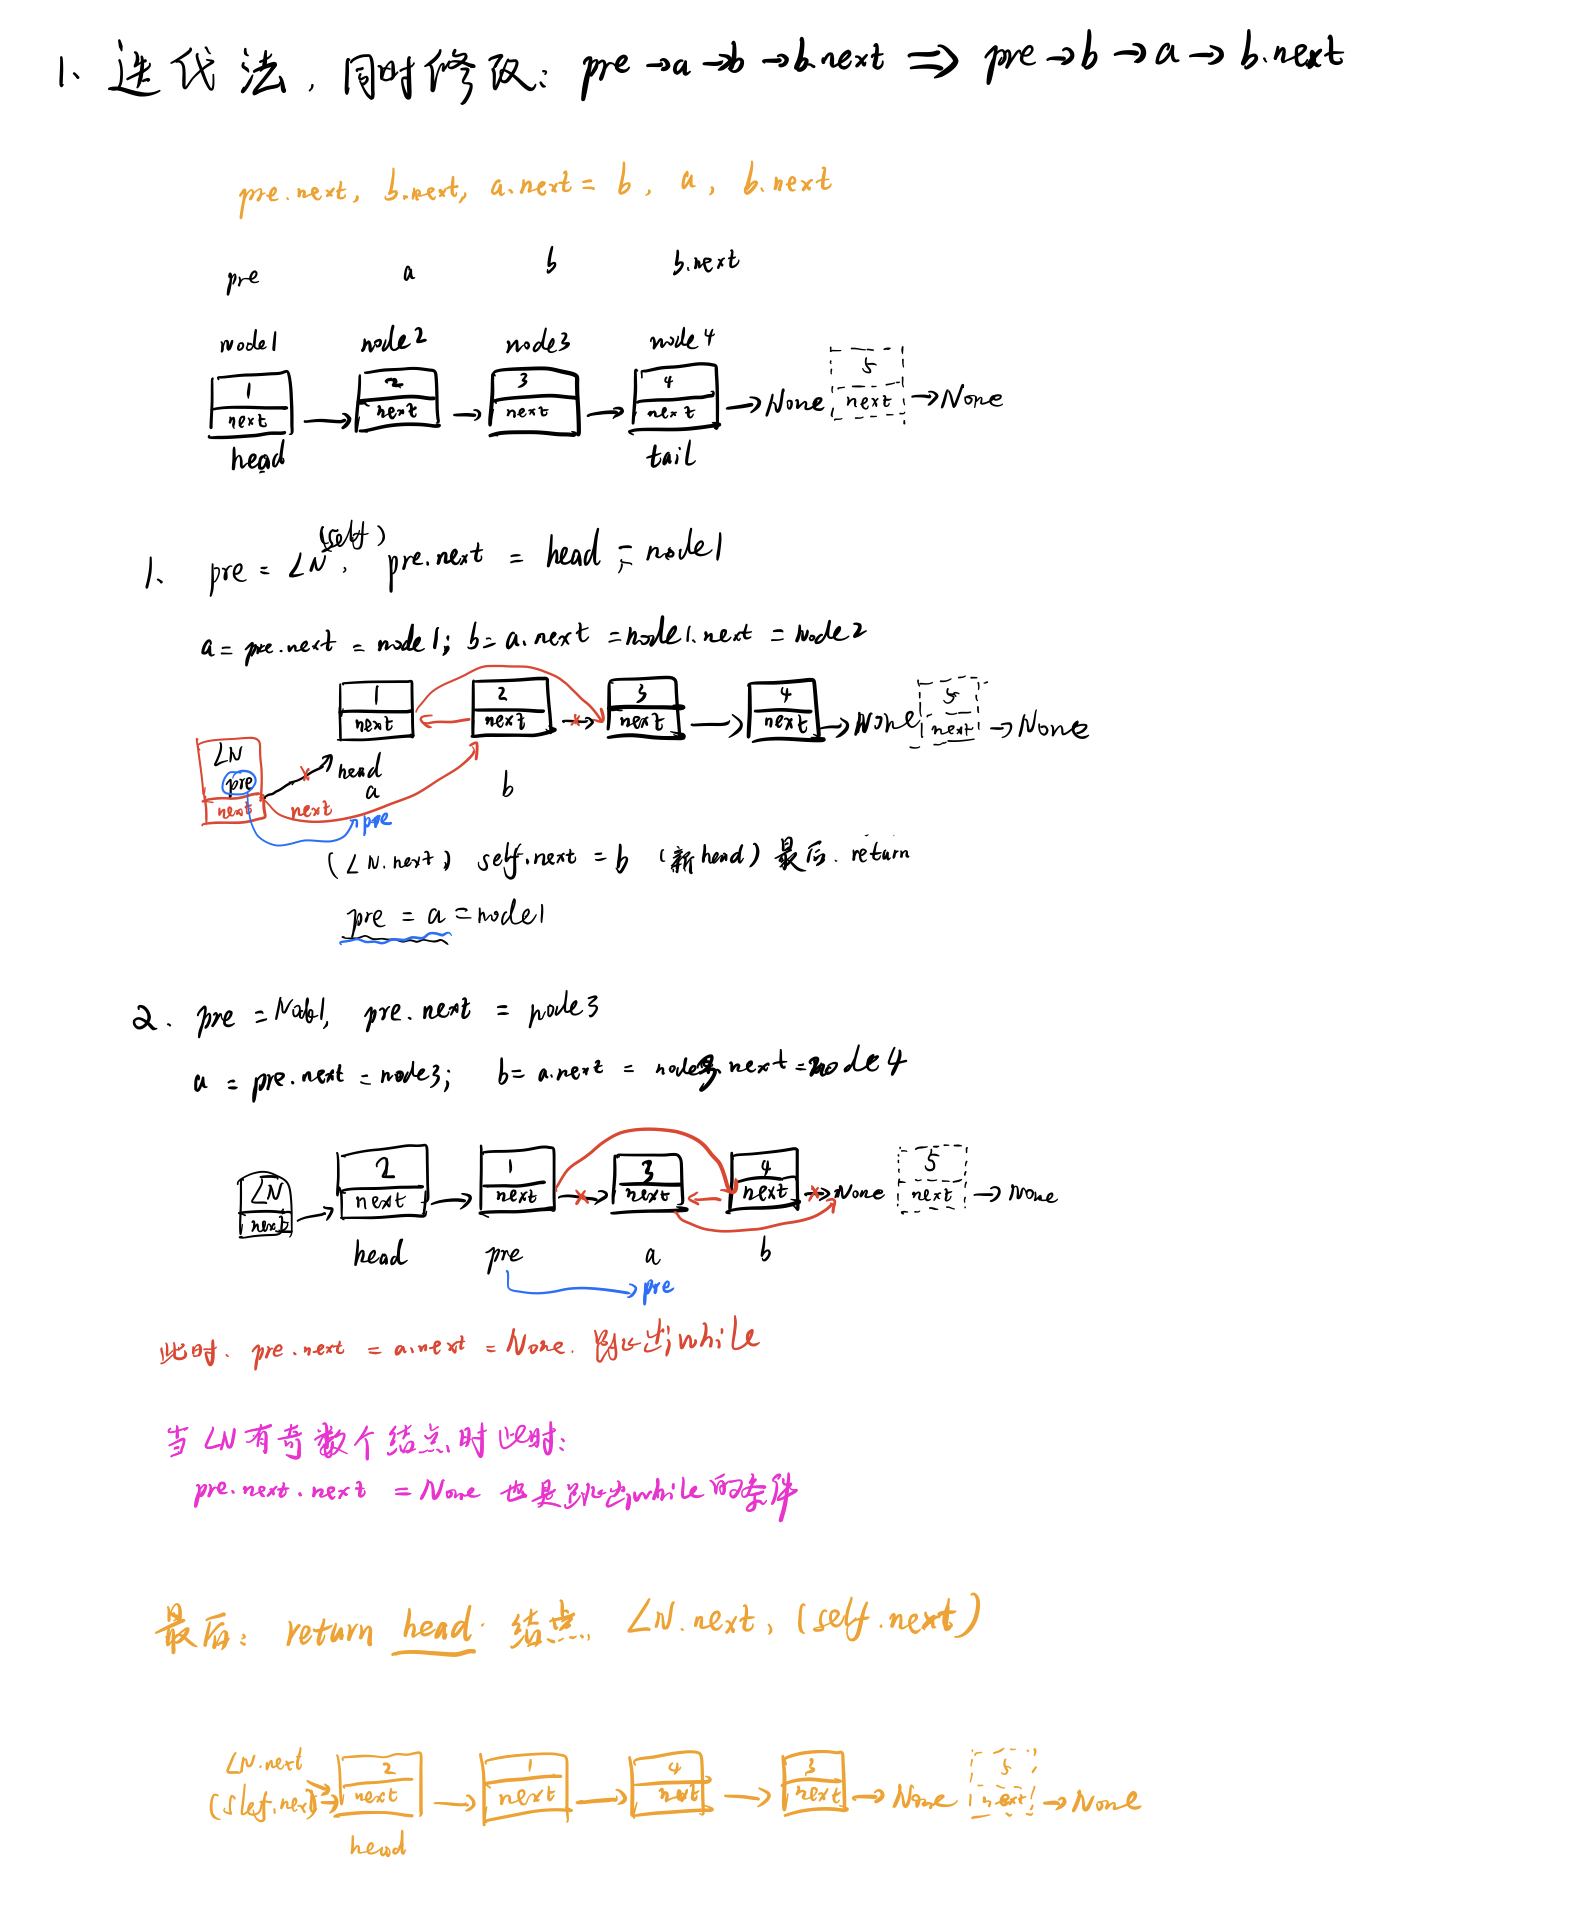 1、迭代法，同时修改：pre→a→b→b.next ⇒ pre→b→a→b.next
pre.next, b.next, a.next = b, a, b.next
pre a b b.next
node1 node2 node3 node4
1 2 3 4 5
next → next → next → next → None next → None
head tail
1、 pre = LN(self), pre.next = head = node1
a = pre.next = node1; b = a.next = node1.next = node2
1 2 3 4 5
next next → next → next → None next → None
LN
pre head
a b
next next
pre
(LN.next) self.next = b (新head) 最后. return
pre = a = node1
2. pre = Node1, pre.next = node3
a = pre.next = node3; b = a.next = node3.next = node4
LN 2 1 3 4 5
next → next → next → next next → None next → None
head pre a b
pre
此时. pre.next = a.next = None. 跳出while
当LN有奇数个结点时此时:
pre.next.next = None 也是跳出while的条件
最后: return head 结点 LN.next, (self.next)
LN.next 2 1 4 3 5
(slef.next) → next → next → next → next → None next → None
head